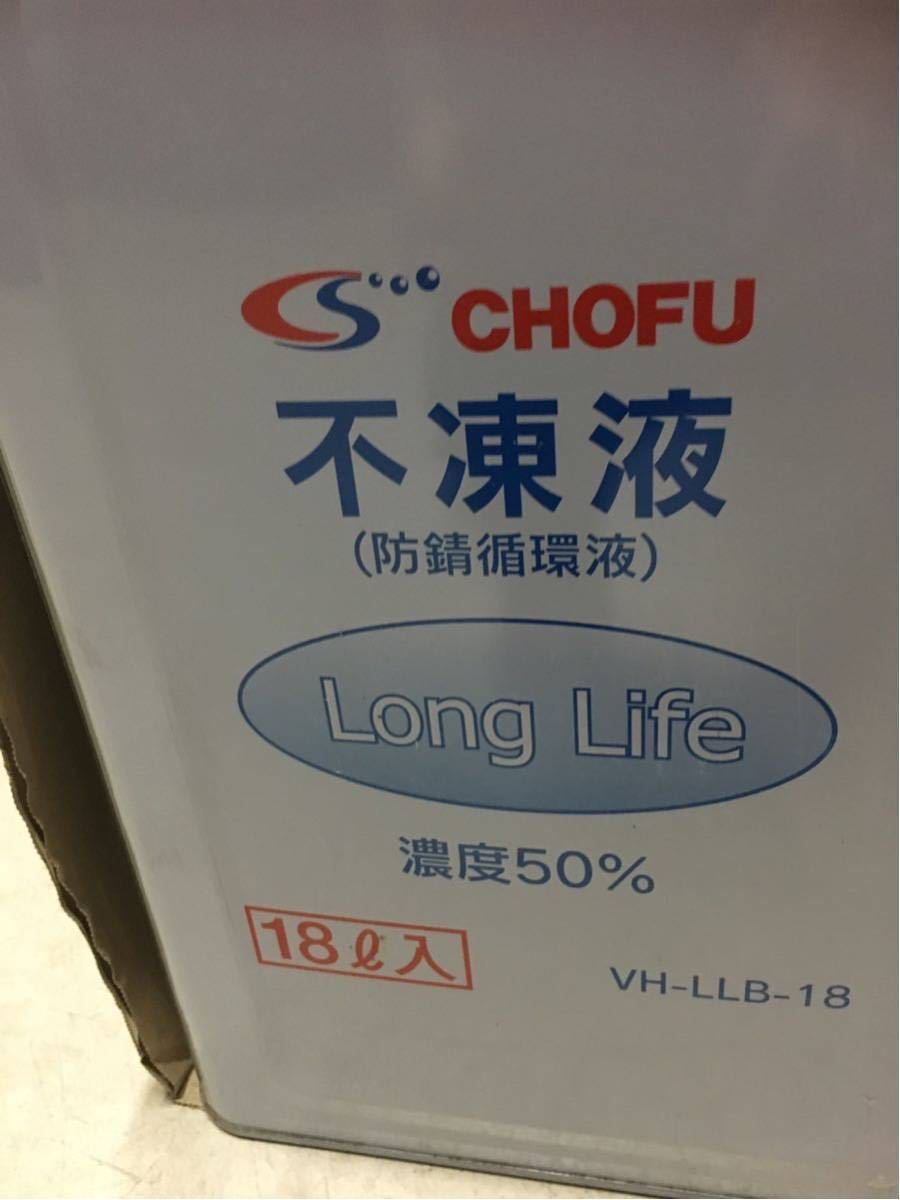 CS CHOFU
不凍液
(防錆循環液)
Long Life
濃度50%
18ℓ入
VH-LLB-18